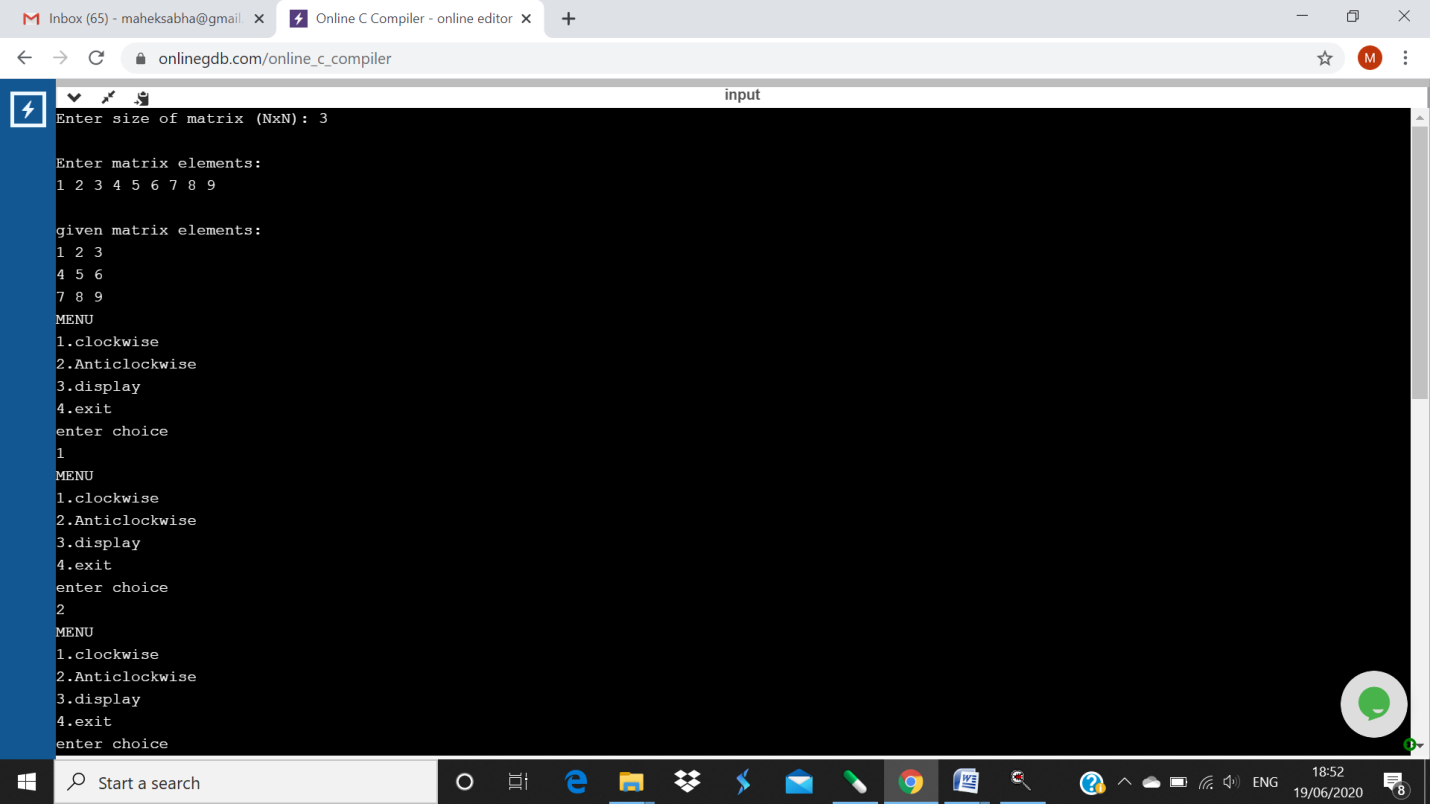 Inbox (65) - maheksabha@gmail.
Online C Compiler - online editor
onlinegdb.com/online_c_compiler
M
input
Enter size of matrix (NxN): 3
Enter matrix elements:
1 2 3 4 5 6 7 8 9
given matrix elements:
1 2 3
4 5 6
7 8 9
MENU
1.clockwise
2.Anticlockwise
3.display
4.exit
enter choice
1
MENU
1.clockwise
2.Anticlockwise
3.display
4.exit
enter choice
2
MENU
1.clockwise
2.Anticlockwise
3.display
4.exit
enter choice
Start a search
ENG
18:52
19/06/2020
8